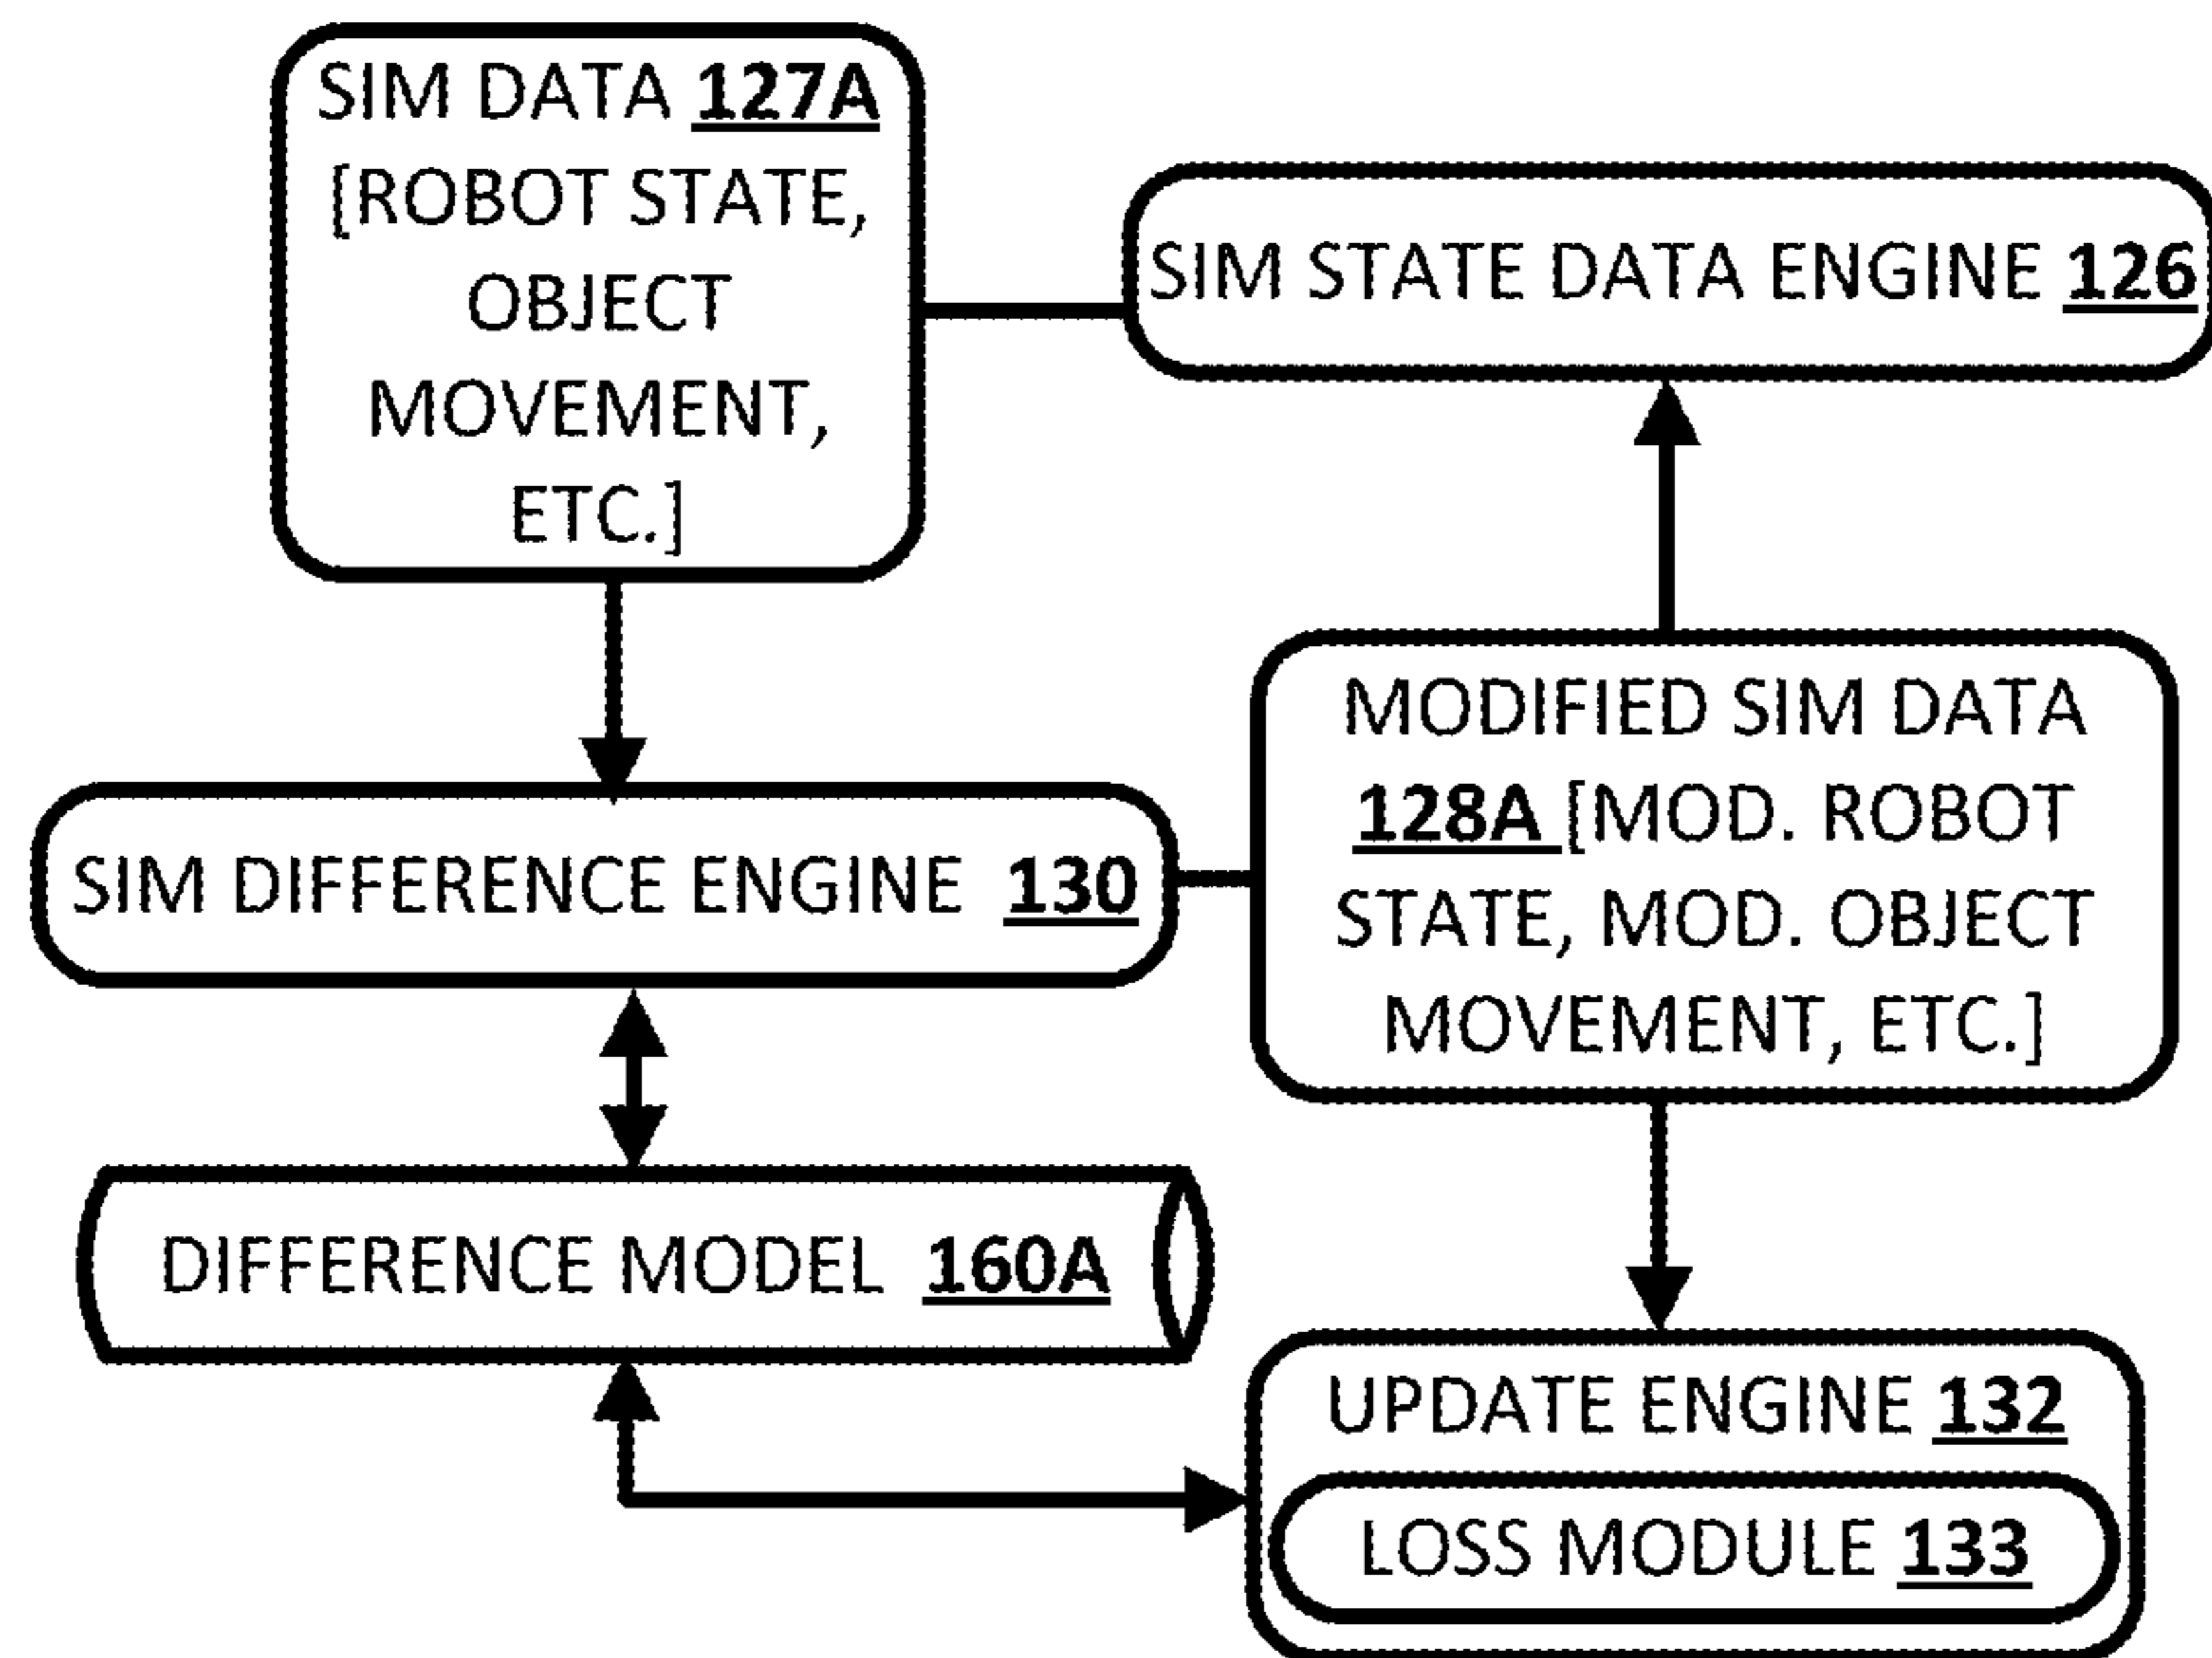 SIM DATA 127A
[ROBOT STATE,
OBJECT
MOVEMENT,
ETC.]
SIM STATE DATA ENGINE 126
SIM DIFFERENCE ENGINE 130
MODIFIED SIM DATA
128A [MOD. ROBOT
STATE, MOD. OBJECT
MOVEMENT, ETC.]
DIFFERENCE MODEL 160A
UPDATE ENGINE 132
LOSS MODULE 133